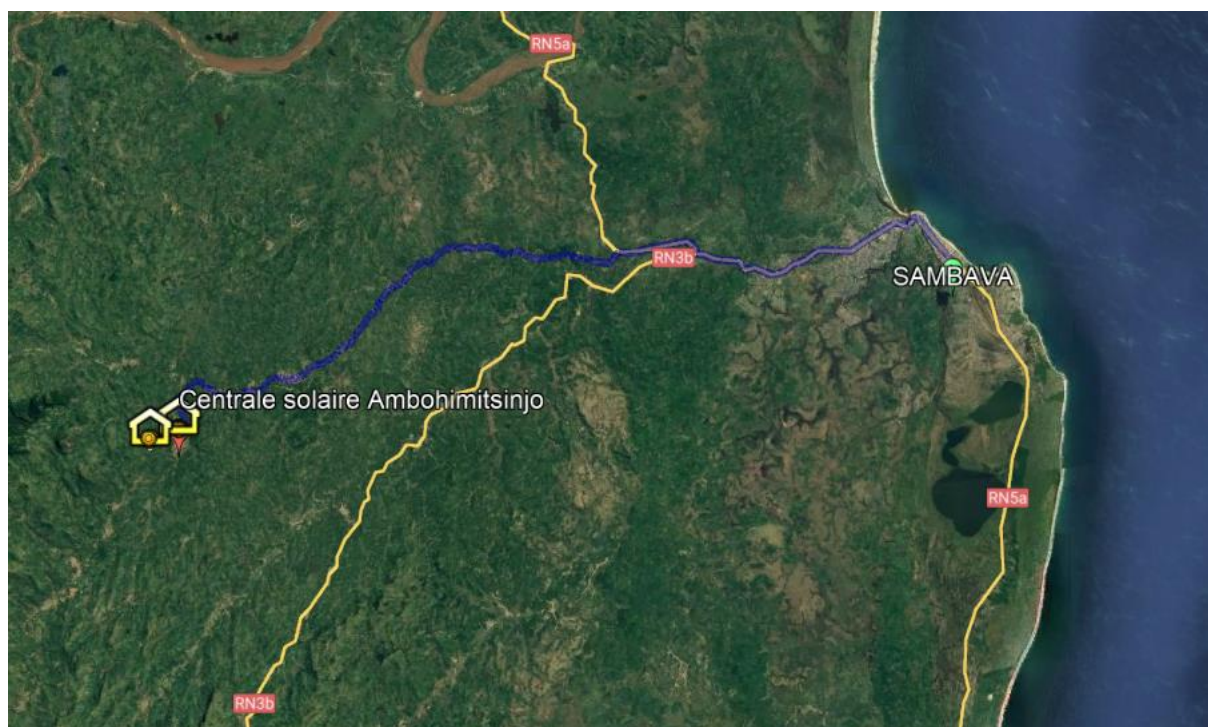 RN5a
RN3b
SAMBAVA
Centrale solaire Ambohimitsinjo
RN5a
RN3b